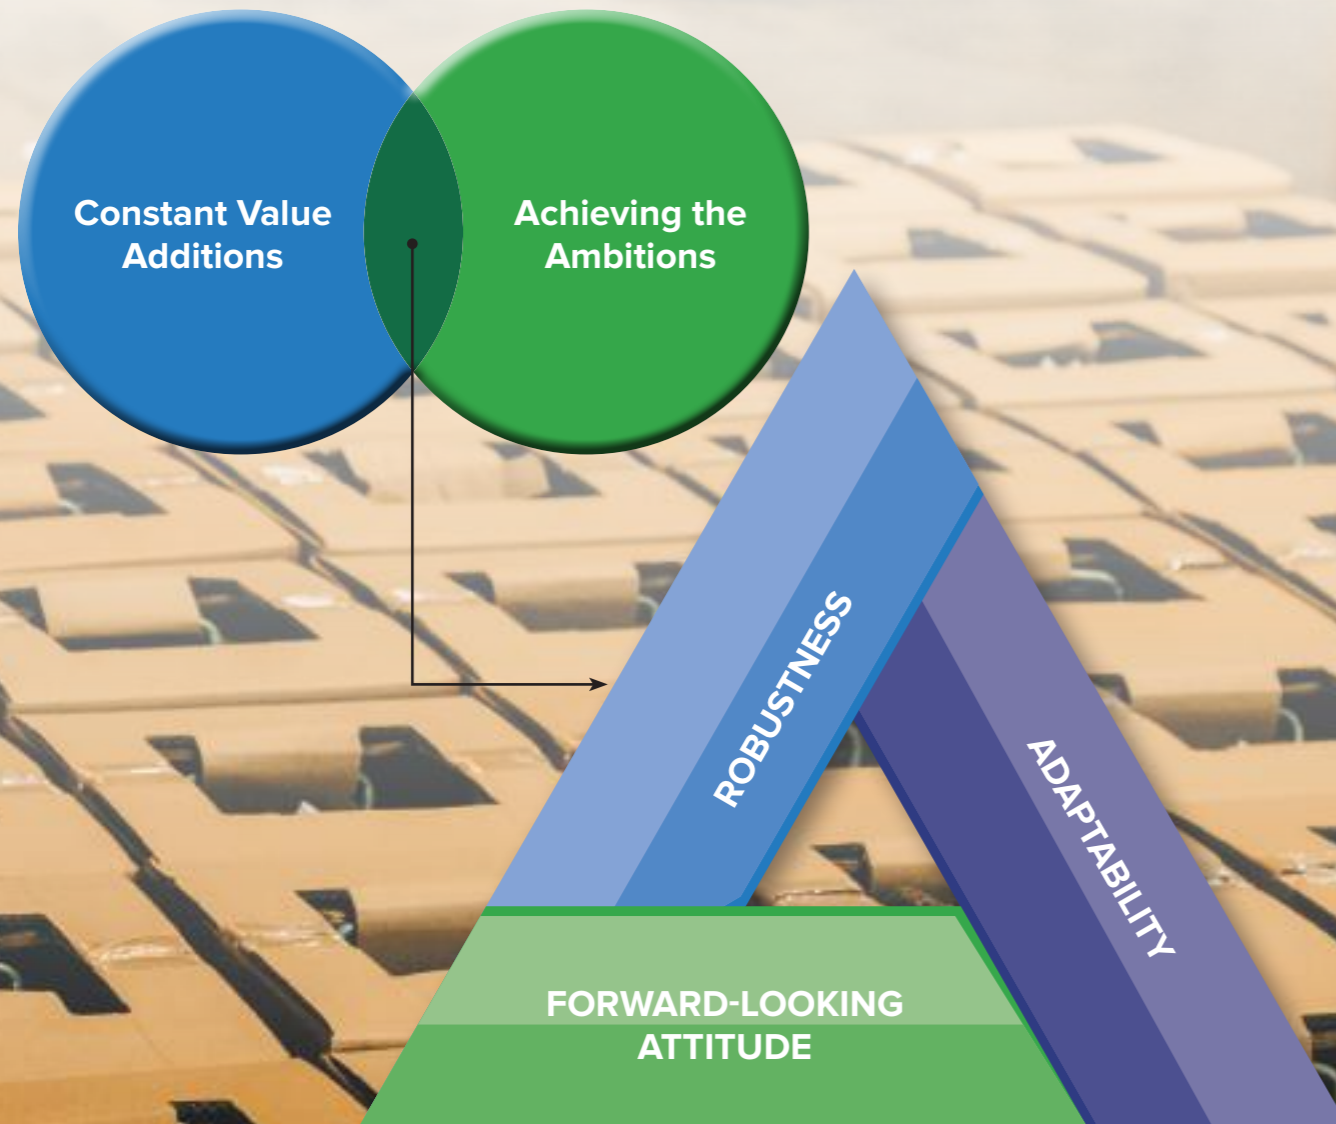 Constant Value
Additions
Achieving the
Ambitions
ROBUSTNESS
ADAPTABILITY
FORWARD-LOOKING
ATTITUDE